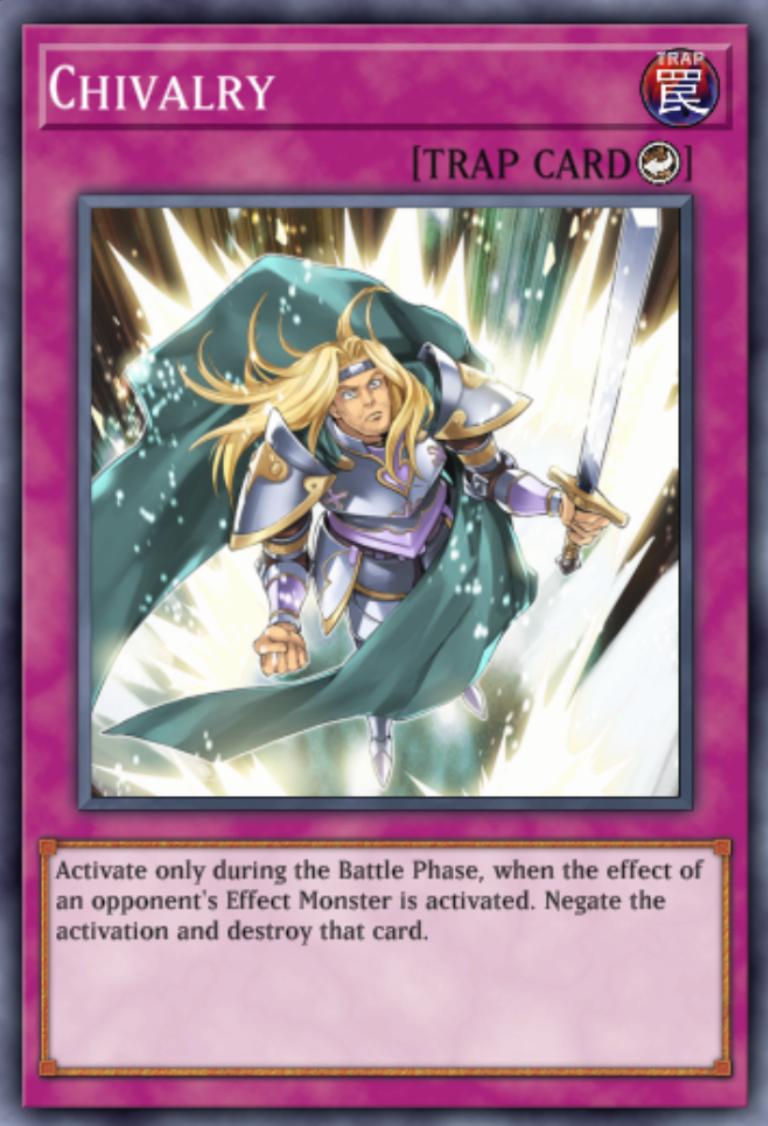 CHIVALRY
TRAP
罠
[TRAP CARD]
Activate only during the Battle Phase, when the effect of
an opponent's Effect Monster is activated. Negate the
activation and destroy that card.